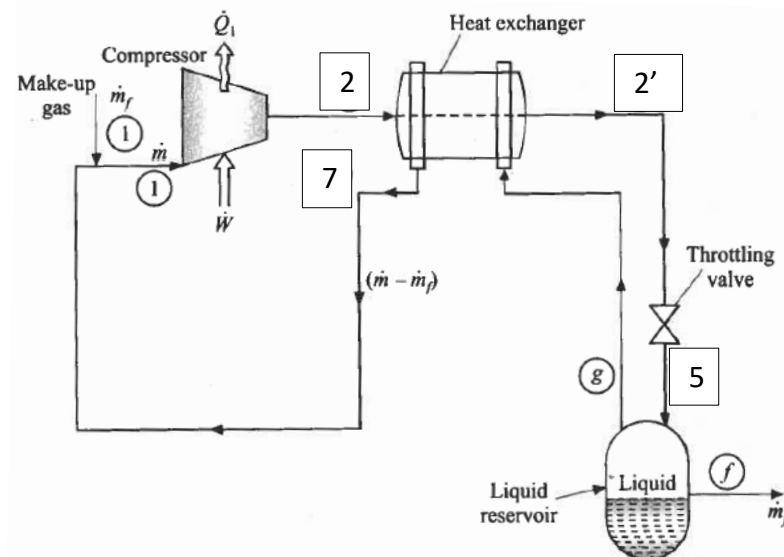 Q̇₁
Compressor
Heat exchanger
Make-up
gas
ṁf
1
ṁ
1
Ẇ
2
2’
7
(ṁ – ṁf)
Throttling
valve
g
5
Liquid
Liquid
reservoir
f
ṁf